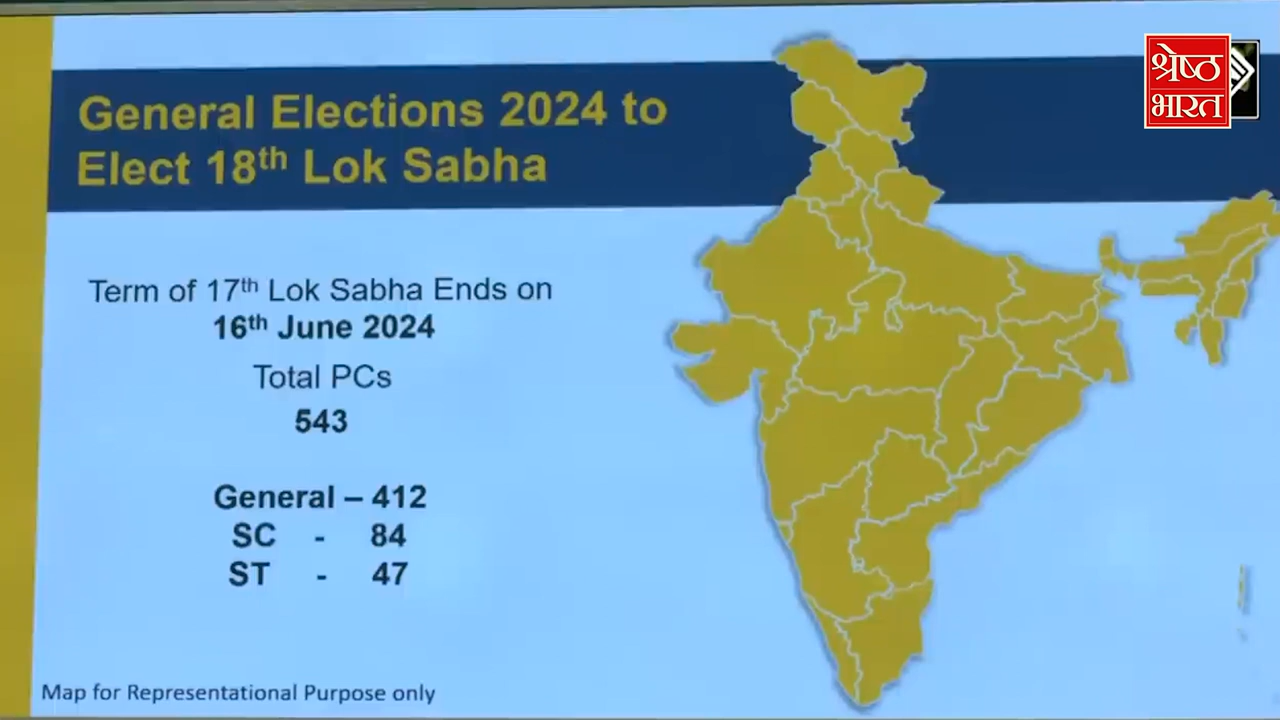 General Elections 2024 to
Elect 18th Lok Sabha
श्रेष्ठ
भारत
Term of 17th Lok Sabha Ends on
16th June 2024
Total PCs
543
General – 412
SC - 84
ST - 47
Map for Representational Purpose only